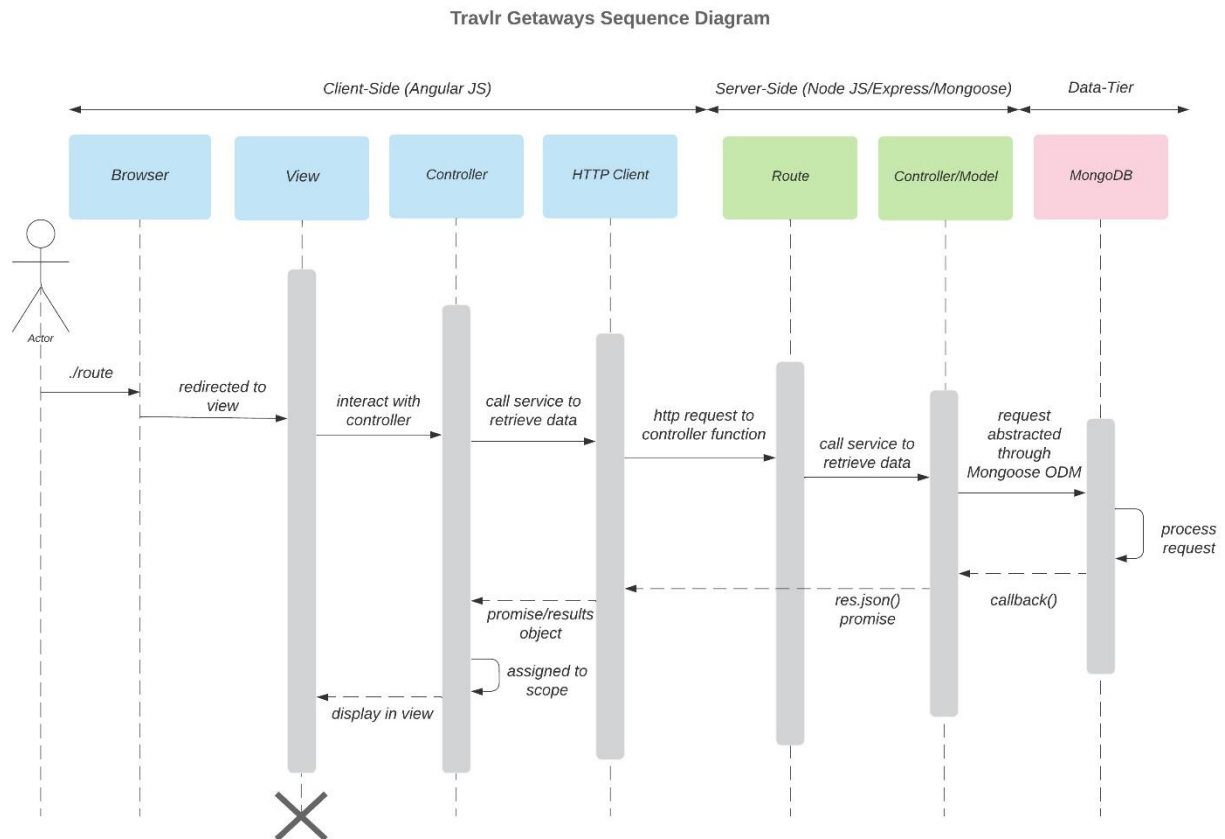 Travlr Getaways Sequence Diagram
Client-Side (Angular JS)
Server-Side (Node JS/Express/Mongoose)
Data-Tier
Browser
View
Controller
HTTP Client
Route
Controller/Model
MongoDB
Actor
./route
redirected to
view
interact with
controller
call service to
retrieve data
http request to
controller function
call service to
retrieve data
request
abstracted
through
Mongoose ODM
process
request
callback()
res.json()
promise
promise/results
object
assigned to
scope
display in view